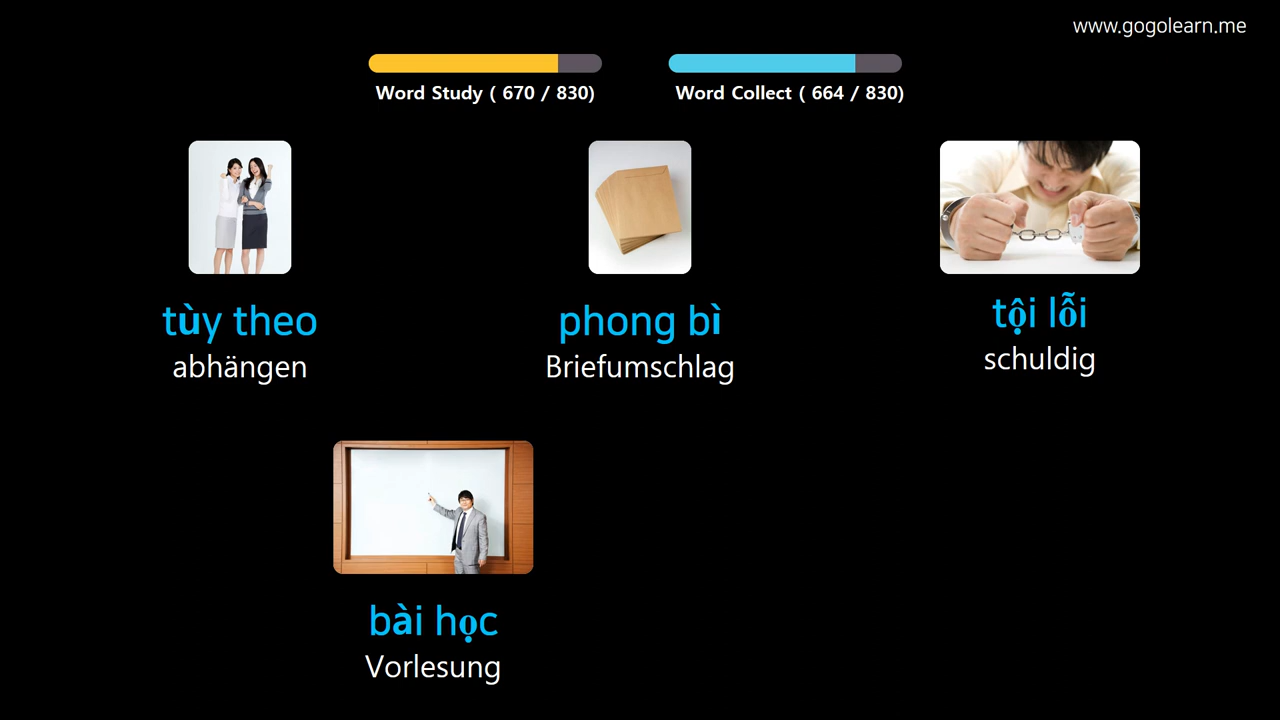 www.gogolearn.me
Word Study ( 670 / 830)
Word Collect ( 664 / 830)
tùy theo
abhängen
phong bì
Briefumschlag
tội lỗi
schuldig
bài học
Vorlesung